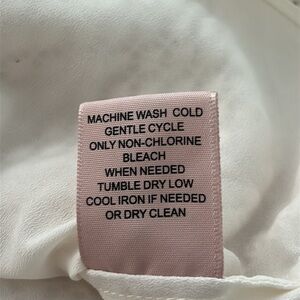 MACHINE WASH COLD
GENTLE CYCLE
ONLY NON-CHLORINE
BLEACH
WHEN NEEDED
TUMBLE DRY LOW
COOL IRON IF NEEDED
OR DRY CLEAN